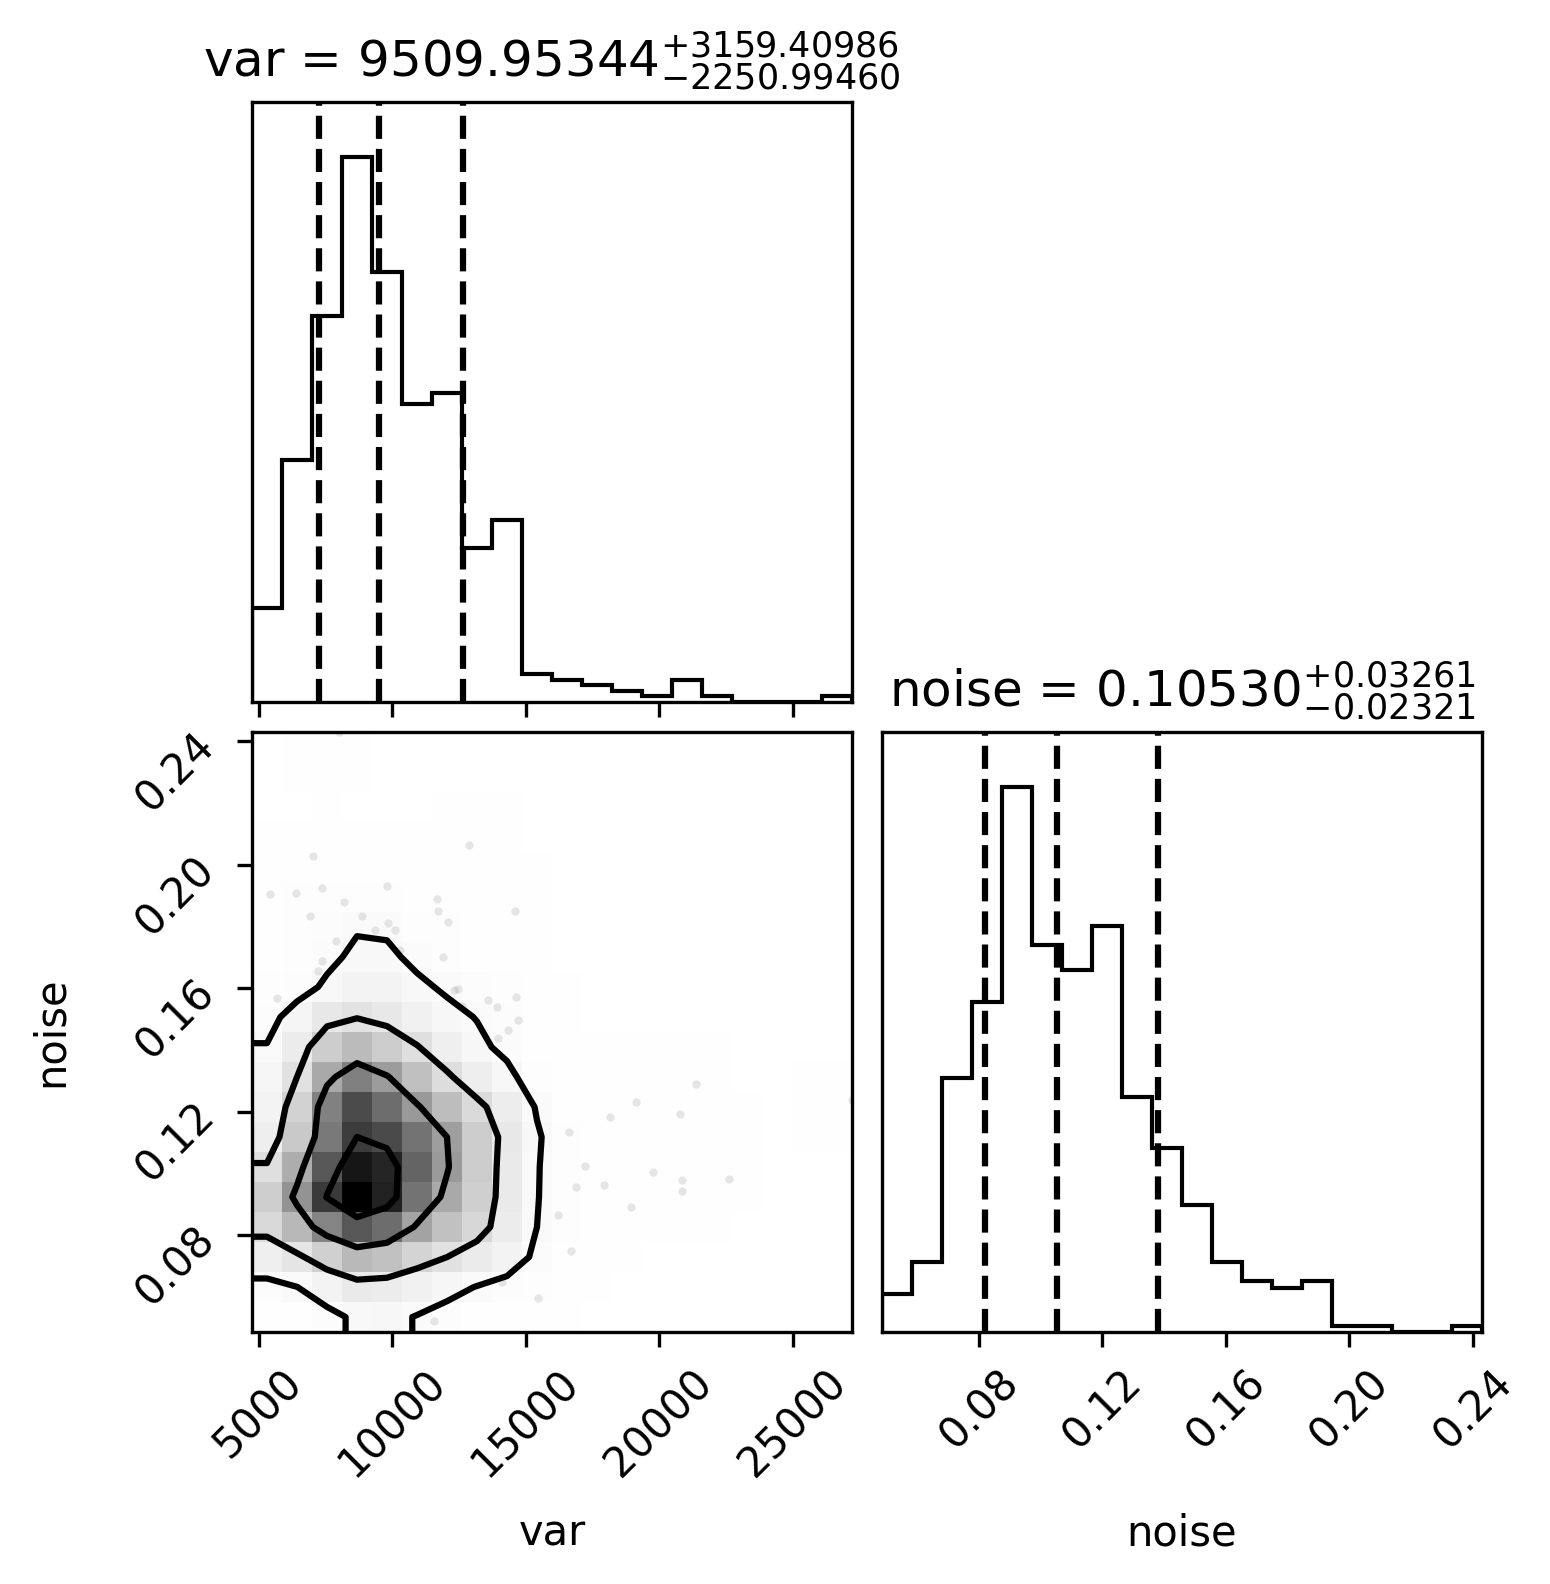 var = 9509.95344+3159.40986−2250.99460
noise = 0.10530+0.03261−0.02321
0.24
0.20
0.16
0.12
0.08
noise
5000 10000 15000 20000 25000
var
0.08 0.12 0.16 0.20 0.24
noise